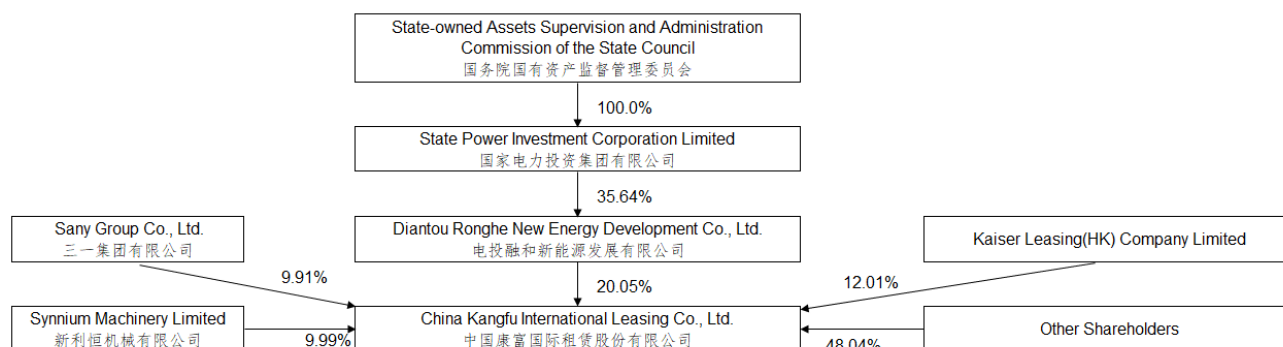 State-owned Assets Supervision and Administration
Commission of the State Council
国务院国有资产监督管理委员会
100.0%
State Power Investment Corporation Limited
国家电力投资集团有限公司
35.64%
Sany Group Co., Ltd.
三一集团有限公司
Diantou Ronghe New Energy Development Co., Ltd.
电投融和新能源发展有限公司
Kaiser Leasing(HK) Company Limited
9.91%
20.05%
12.01%
Synnium Machinery Limited
新利恒机械有限公司
9.99%
China Kangfu International Leasing Co., Ltd.
中国康富国际租赁股份有限公司
48.04%
Other Shareholders